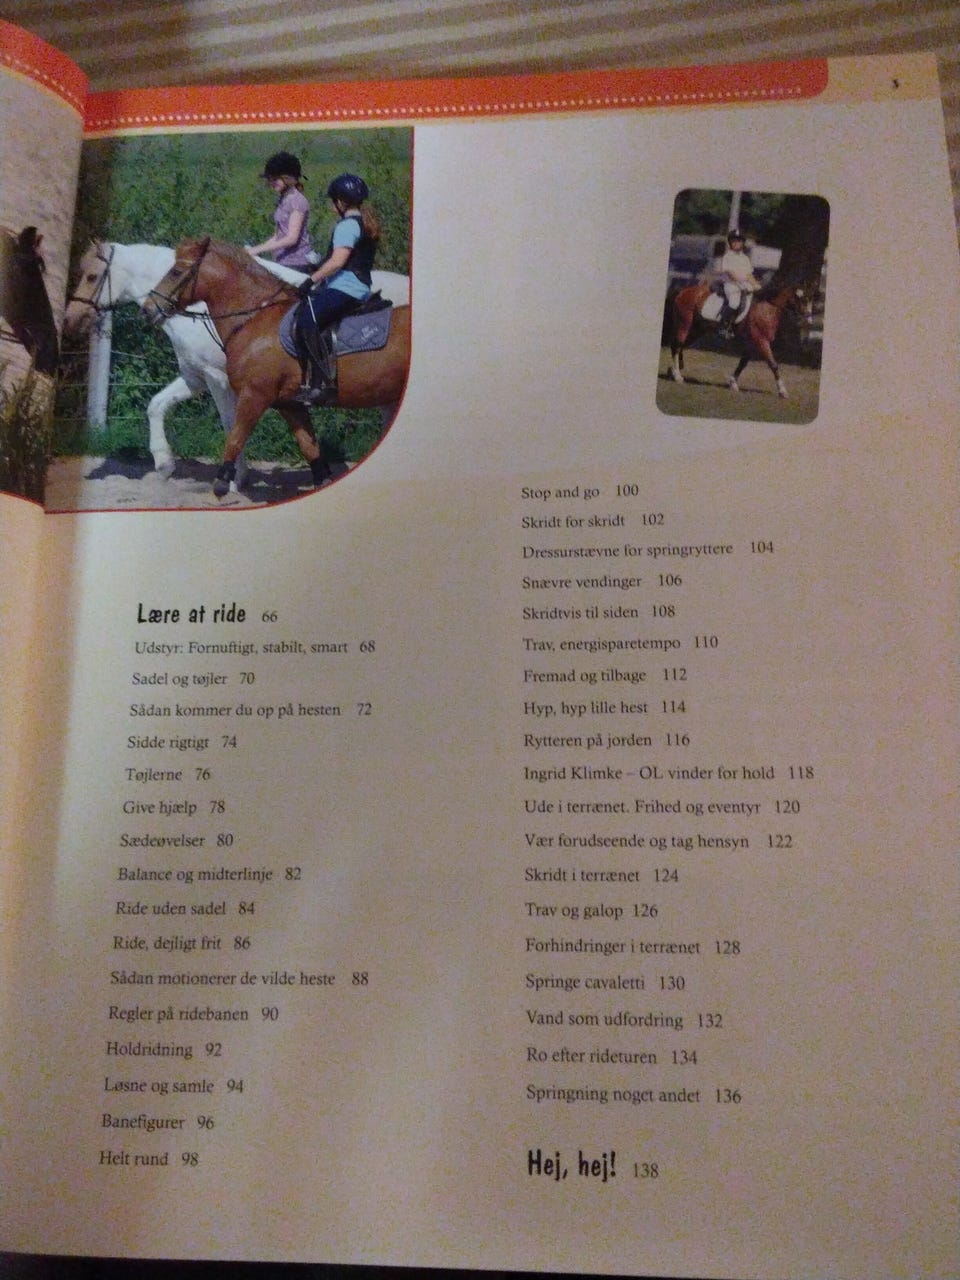 Lære at ride 66
Udstyr: Fornuftigt, stabilt, smart 68
Sadel og tøjler 70
Sådan kommer du op på hesten 72
Sidde rigtigt 74
Tøjlerne 76
Give hjælp 78
Sædeøvelser 80
Balance og midterlinje 82
Ride uden sadel 84
Ride, dejligt frit 86
Sådan motionerer de vilde heste 88
Regler på ridebanen 90
Holdridning 92
Løsne og samle 94
Banefigurer 96
Helt rund 98
Stop and go 100
Skridt for skridt 102
Dressurstævne for springryttere 104
Snævre vendinger 106
Skridtvis til siden 108
Trav, energisparetempo 110
Fremad og tilbage 112
Hyp, hyp lille hest 114
Rytteren på jorden 116
Ingrid Klimke – OL vinder for hold 118
Ude i terrænet. Frihed og eventyr 120
Vær forudseende og tag hensyn 122
Skridt i terrænet 124
Trav og galop 126
Forhindringer i terrænet 128
Springe cavaletti 130
Vand som udfordring 132
Ro efter rideturen 134
Springning noget andet 136
Hej, hej! 138